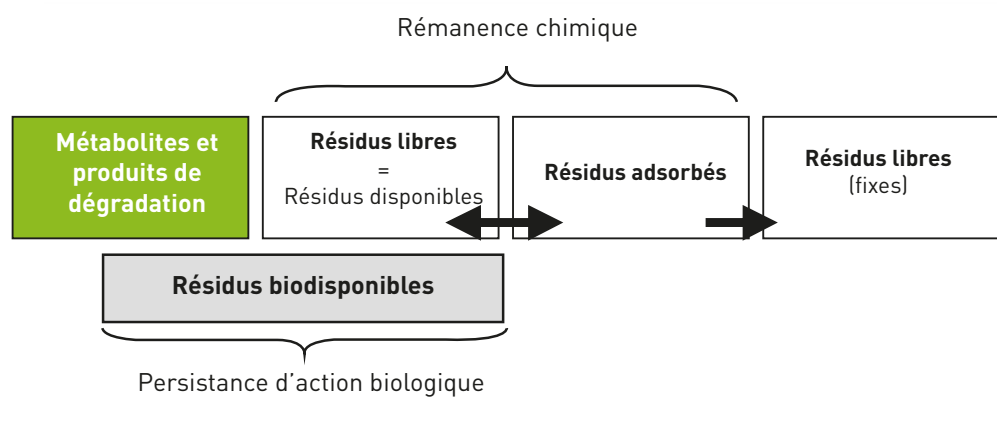 Rémanence chimique
Métabolites et
produits de
dégradation
Résidus libres
=
Résidus disponibles
Résidus adsorbés
Résidus libres
(fixes)
Résidus biodisponibles
Persistance d’action biologique